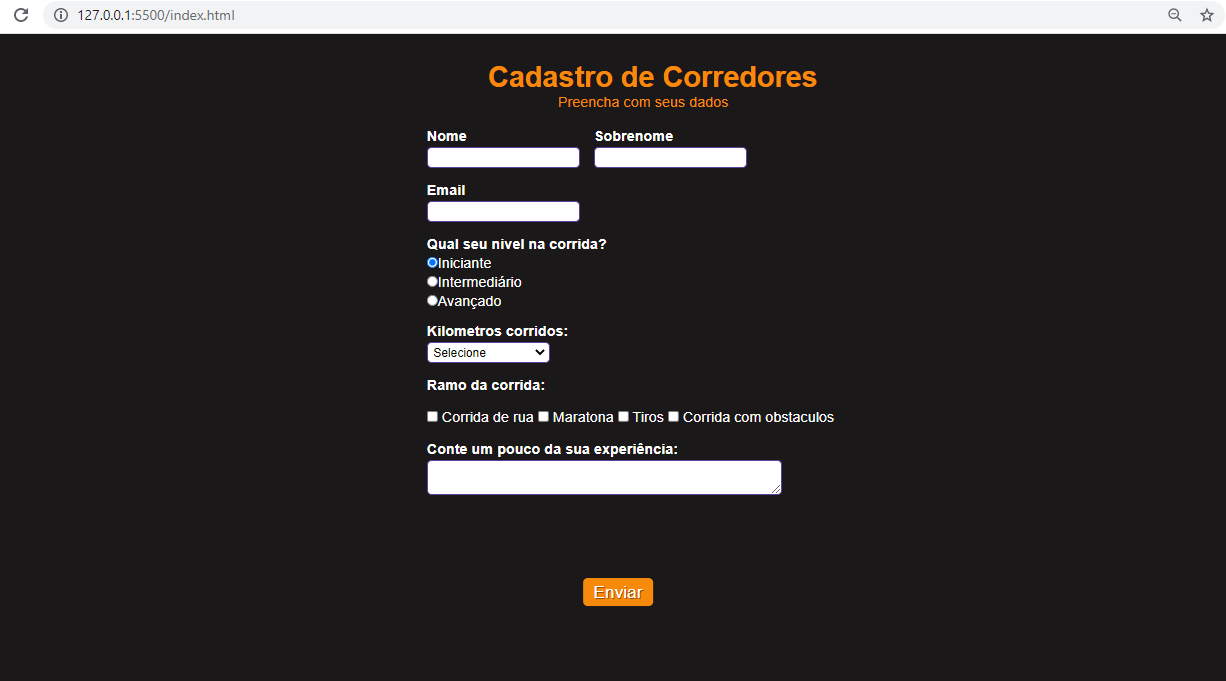 127.0.0.1:5500/index.html
Cadastro de Corredores
Preencha com seus dados
Nome Sobrenome
Email
Qual seu nivel na corrida?
Iniciante
Intermediário
Avançado
Kilometros corridos:
Selecione
Ramo da corrida:
Corrida de rua Maratona Tiros Corrida com obstaculos
Conte um pouco da sua experiência:
Enviar